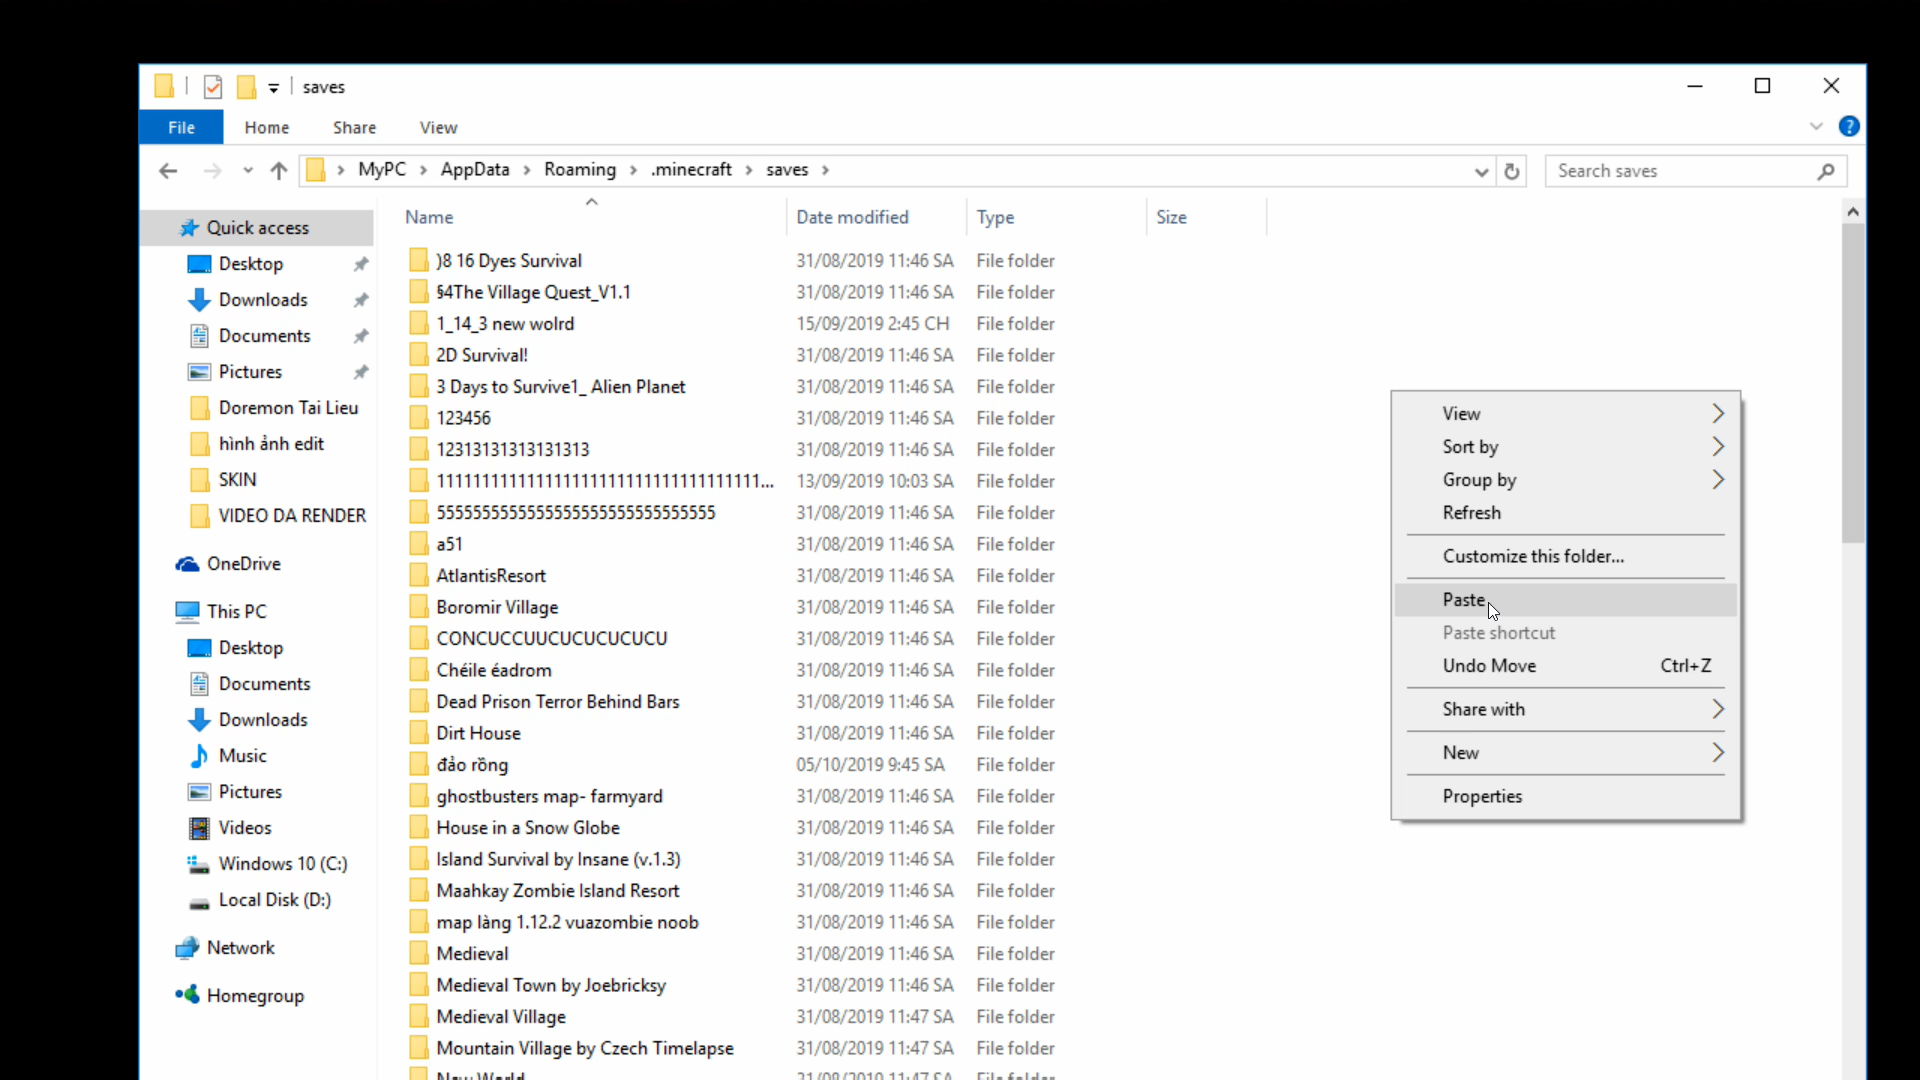 saves
File Home Share View
MyPC > AppData > Roaming > .minecraft > saves >
Search saves
Quick access
Desktop
Downloads
Documents
Pictures
Doremon Tai Lieu
hình ảnh edit
SKIN
VIDEO DA RENDER
OneDrive
This PC
Desktop
Documents
Downloads
Music
Pictures
Videos
Windows 10 (C:)
Local Disk (D:)
Network
Homegroup
Name Date modified Type Size
)8 16 Dyes Survival 31/08/2019 11:46 SA File folder
§4The Village Quest_V1.1 31/08/2019 11:46 SA File folder
1_14_3 new wolrd 15/09/2019 2:45 CH File folder
2D Survival! 31/08/2019 11:46 SA File folder
3 Days to Survive1_ Alien Planet 31/08/2019 11:46 SA File folder
123456 31/08/2019 11:46 SA File folder
12313131313131313 31/08/2019 11:46 SA File folder
13/09/2019 10:03 SA File folder
31/08/2019 11:46 SA File folder
a51 31/08/2019 11:46 SA File folder
AtlantisResort 31/08/2019 11:46 SA File folder
Boromir Village 31/08/2019 11:46 SA File folder
CONCUCCUUCUCUCUCUCU 31/08/2019 11:46 SA File folder
Chéile éadrom 31/08/2019 11:46 SA File folder
Dead Prison Terror Behind Bars 31/08/2019 11:46 SA File folder
Dirt House 31/08/2019 11:46 SA File folder
đảo rồng 05/10/2019 9:45 SA File folder
ghostbusters map- farmyard 31/08/2019 11:46 SA File folder
House in a Snow Globe 31/08/2019 11:46 SA File folder
Island Survival by Insane (v.1.3) 31/08/2019 11:46 SA File folder
Maahkay Zombie Island Resort 31/08/2019 11:46 SA File folder
map làng 1.12.2 vuazombie noob 31/08/2019 11:46 SA File folder
Medieval 31/08/2019 11:46 SA File folder
Medieval Town by Joebricksy 31/08/2019 11:46 SA File folder
Medieval Village 31/08/2019 11:47 SA File folder
Mountain Village by Czech Timelapse 31/08/2019 11:47 SA File folder
New World 31/08/2019 11:47 SA File folder
View
Sort by
Group by
Refresh
Customize this folder...
Paste
Paste shortcut
Undo Move Ctrl+Z
Share with
New
Properties